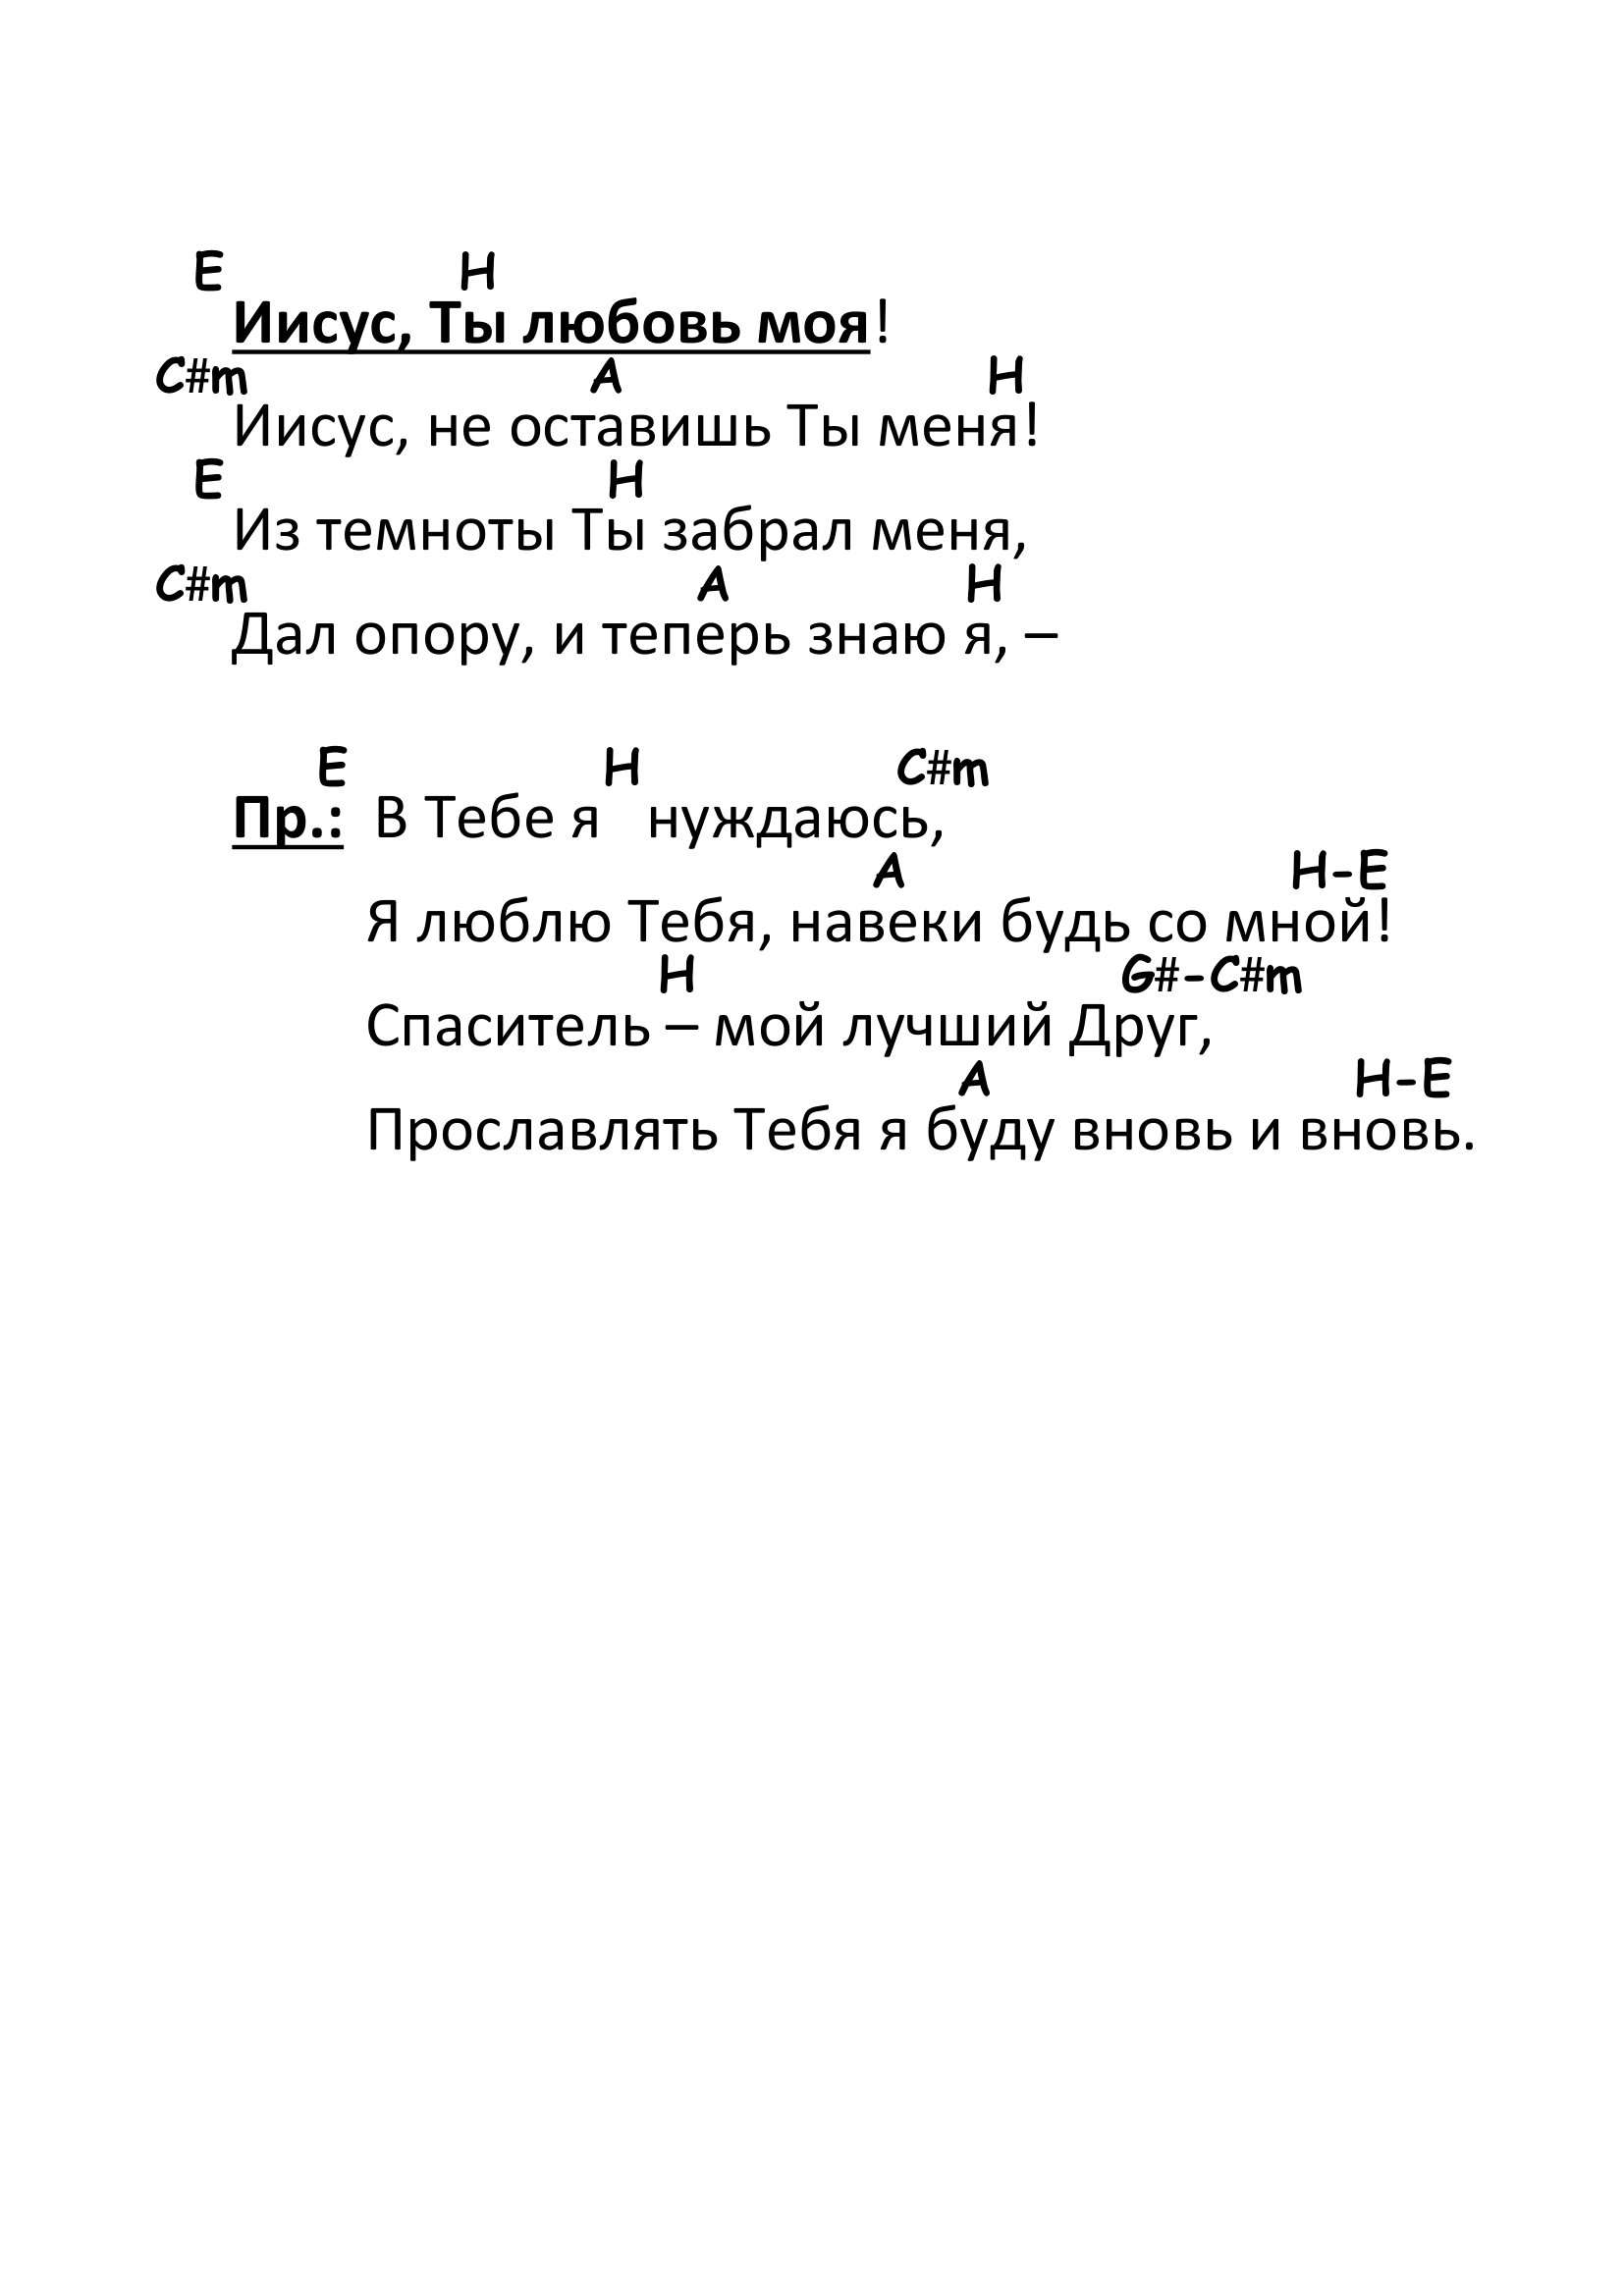 E H
Иисус, Ты любовь моя!
C#m A H
Иисус, не оставишь Ты меня!
E H
Из темноты Ты забрал меня,
C#m A H
Дал опору, и теперь знаю я, –
E H C#m
Пр.: В Тебе я нуждаюсь,
A H-E
Я люблю Тебя, навеки будь со мной!
H G#-C#m
Спаситель – мой лучший Друг,
A H-E
Прославлять Тебя я буду вновь и вновь.